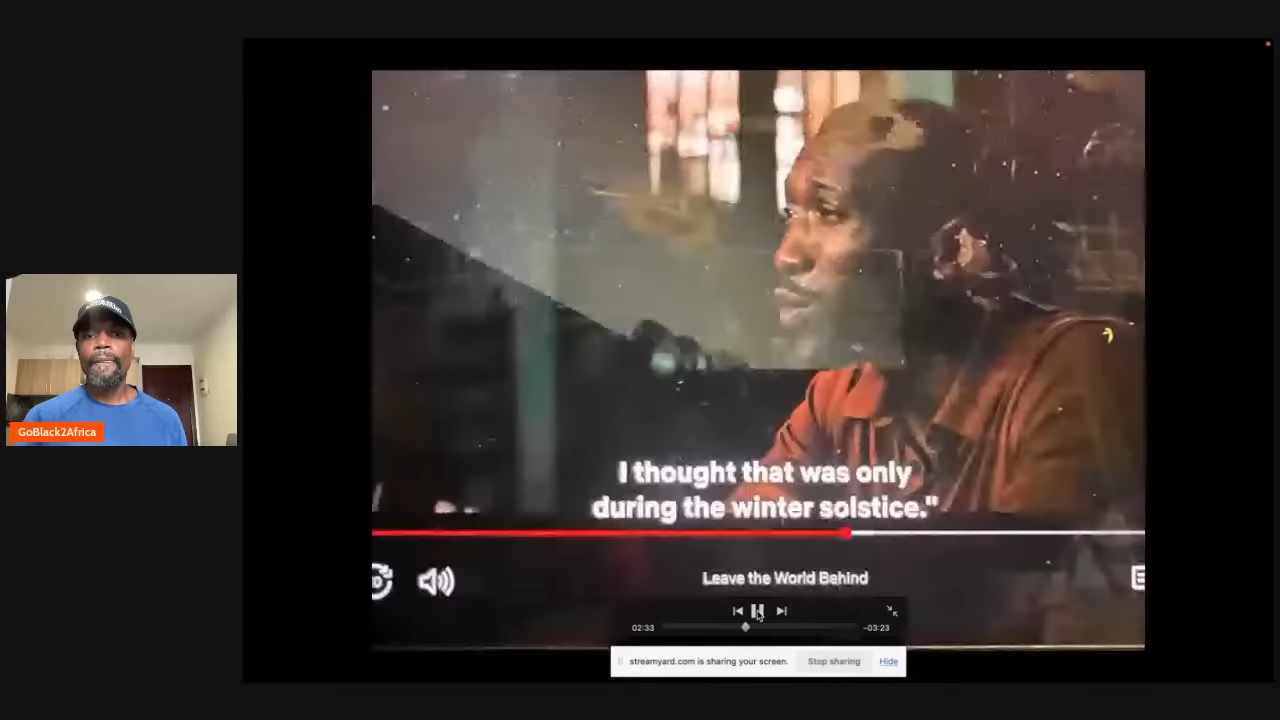 GoBlack2Africa
I thought that was only
during the winter solstice."
Leave the World Behind
02:33
-03:23
streamyard.com is sharing your screen.
Stop sharing
Hide